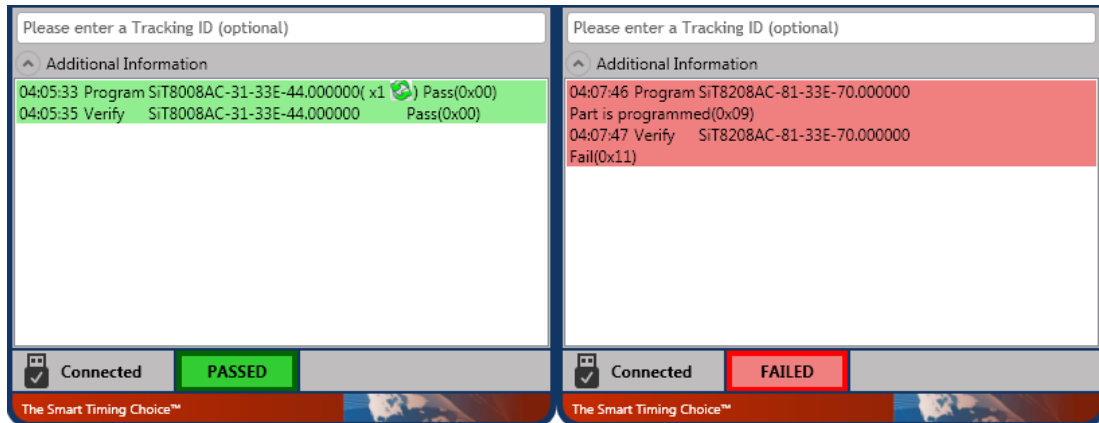 Please enter a Tracking ID (optional)
Additional Information
04:05:33 Program SiT8008AC-31-33E-44.000000( x1 ) Pass(0x00)
04:05:35 Verify SiT8008AC-31-33E-44.000000 Pass(0x00)
Connected PASSED
The Smart Timing Choice™
Please enter a Tracking ID (optional)
Additional Information
04:07:46 Program SiT8208AC-81-33E-70.000000
Part is programmed(0x09)
04:07:47 Verify SiT8208AC-81-33E-70.000000
Fail(0x11)
Connected FAILED
The Smart Timing Choice™